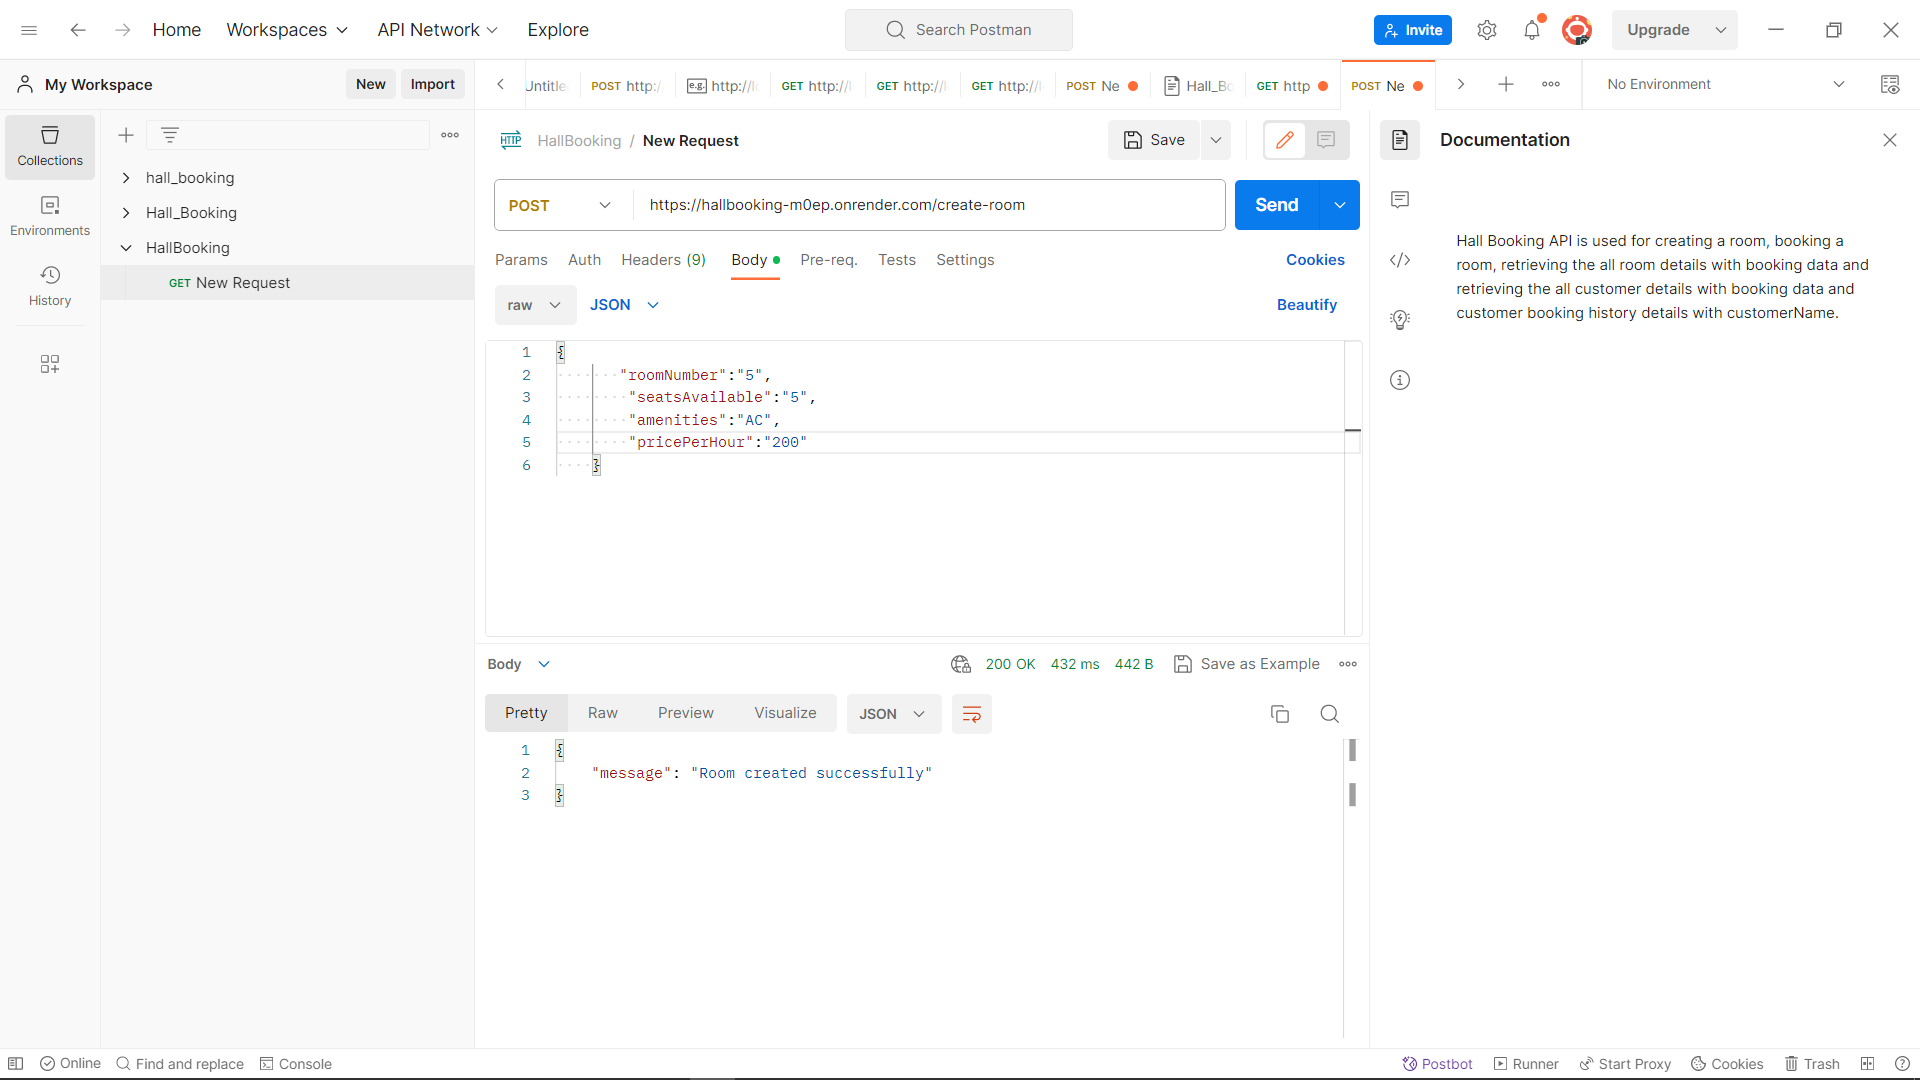 Home Workspaces API Network Explore Search Postman Invite Upgrade
My Workspace New Import
POST http:/ e.g. http:// GET http:// GET http:// GET http:// POST Ne Hall_Bo GET http POST Ne No Environment
Collections
Environments
History
hall_booking
Hall_Booking
HallBooking
GET New Request
HTTP HallBooking / New Request Save
POST https://hallbooking-m0ep.onrender.com/create-room Send
Params Auth Headers (9) Body Pre-req. Tests Settings Cookies
raw JSON Beautify
1 {
2 "roomNumber":"5",
3 "seatsAvailable":"5",
4 "amenities":"AC",
5 "pricePerHour":"200"
6 }
Body 200 OK 432 ms 442 B Save as Example
Pretty Raw Preview Visualize JSON
1 {
2 "message": "Room created successfully"
3 }
Documentation
Hall Booking API is used for creating a room, booking a
room, retrieving the all room details with booking data and
retrieving the all customer details with booking data and
customer booking history details with customerName.
Online Find and replace Console Postbot Runner Start Proxy Cookies Trash